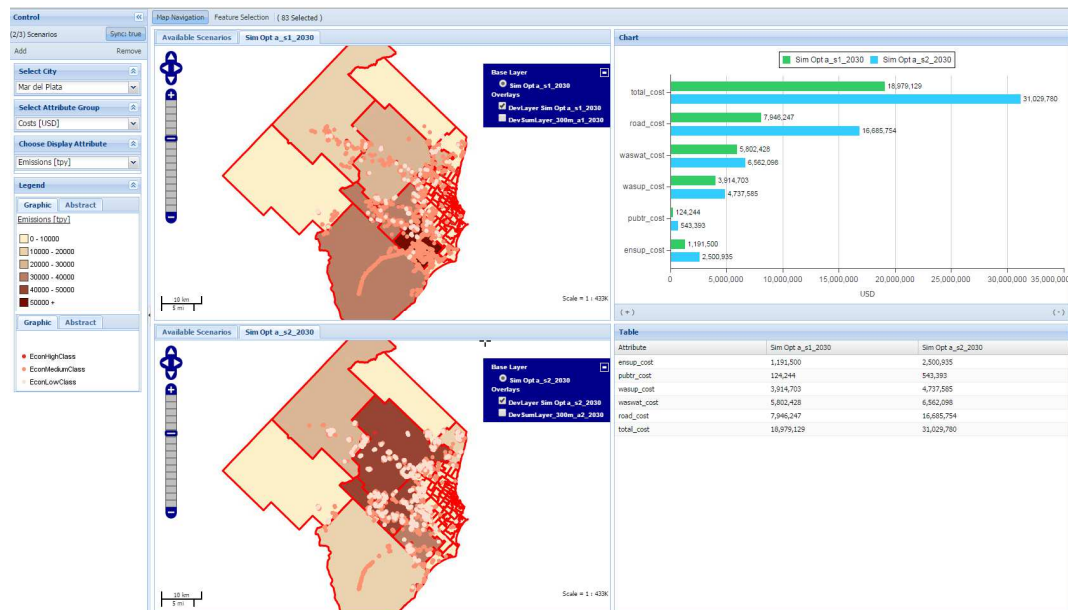 Control
(2/3) Scenarios Sync: true
Add Remove
Select City
Mar del Plata
Select Attribute Group
Costs [USD]
Choose Display Attribute
Emissions [tpy]
Legend
Graphic Abstract
Emissions [tpy]
0 - 10000
10000 - 20000
20000 - 30000
30000 - 40000
40000 - 50000
50000 +
Graphic Abstract
EconHighClass
EconMediumClass
EconLowClass
Map Navigation Feature Selection ( 83 Selected )
Available Scenarios Sim Opt a_s1_2030
Base Layer
Sim Opt a_s1_2030
Overlays
DevLayer Sim Opt a_s1_2030
DevSumLayer_300m_a1_2030
10 km
5 mi
Scale = 1 : 433K
Available Scenarios Sim Opt a_s2_2030
Base Layer
Sim Opt a_s2_2030
Overlays
DevLayer Sim Opt a_s2_2030
DevSumLayer_300m_a2_2030
10 km
5 mi
Scale = 1 : 433K
Chart
Sim Opt a_s1_2030 Sim Opt a_s2_2030
total_cost 18,979,129
31,029,780
road_cost 7,946,247
16,685,754
waswat_cost 5,802,428
6,562,098
wasup_cost 3,914,703
4,737,585
pubtr_cost 124,244
543,393
ensup_cost 1,191,500
2,500,935
0 5,000,000 10,000,000 15,000,000 20,000,000 25,000,000 30,000,000 35,000,000
USD
( + ) ( - )
Table
Attribute Sim Opt a_s1_2030 Sim Opt a_s2_2030
ensup_cost 1,191,500 2,500,935
pubtr_cost 124,244 543,393
wasup_cost 3,914,703 4,737,585
waswat_cost 5,802,428 6,562,098
road_cost 7,946,247 16,685,754
total_cost 18,979,129 31,029,780